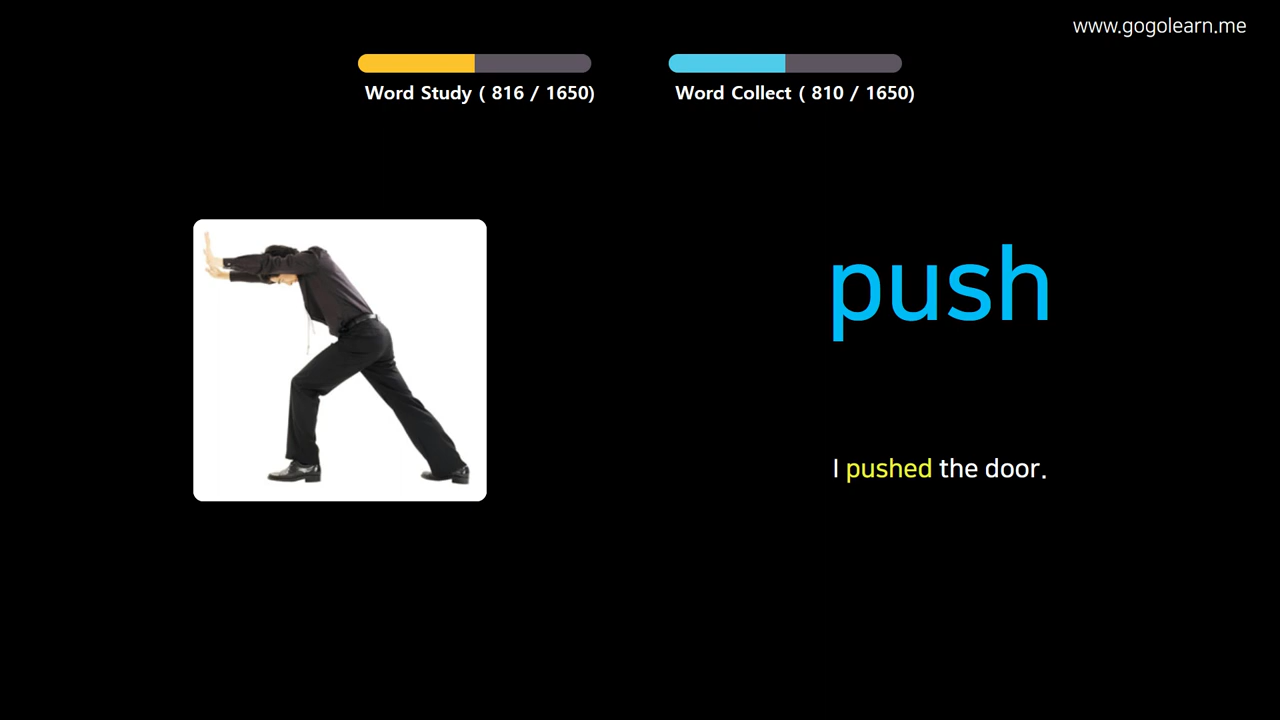 www.gogolearn.me
Word Study ( 816 / 1650)
Word Collect ( 810 / 1650)
push
I pushed the door.